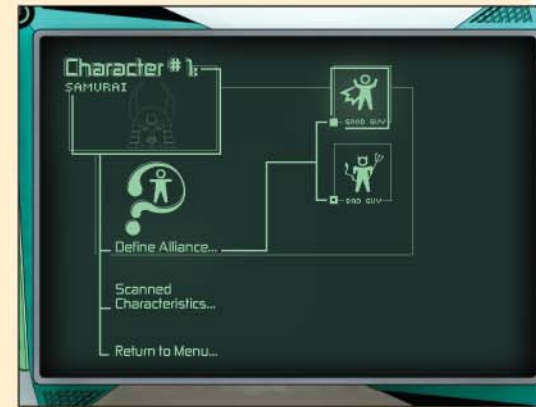 Character # 1:
SAMURAI
GOOD GUY
BAD GUY
Define Alliance...
Scanned
Characteristics...
Return to Menu...